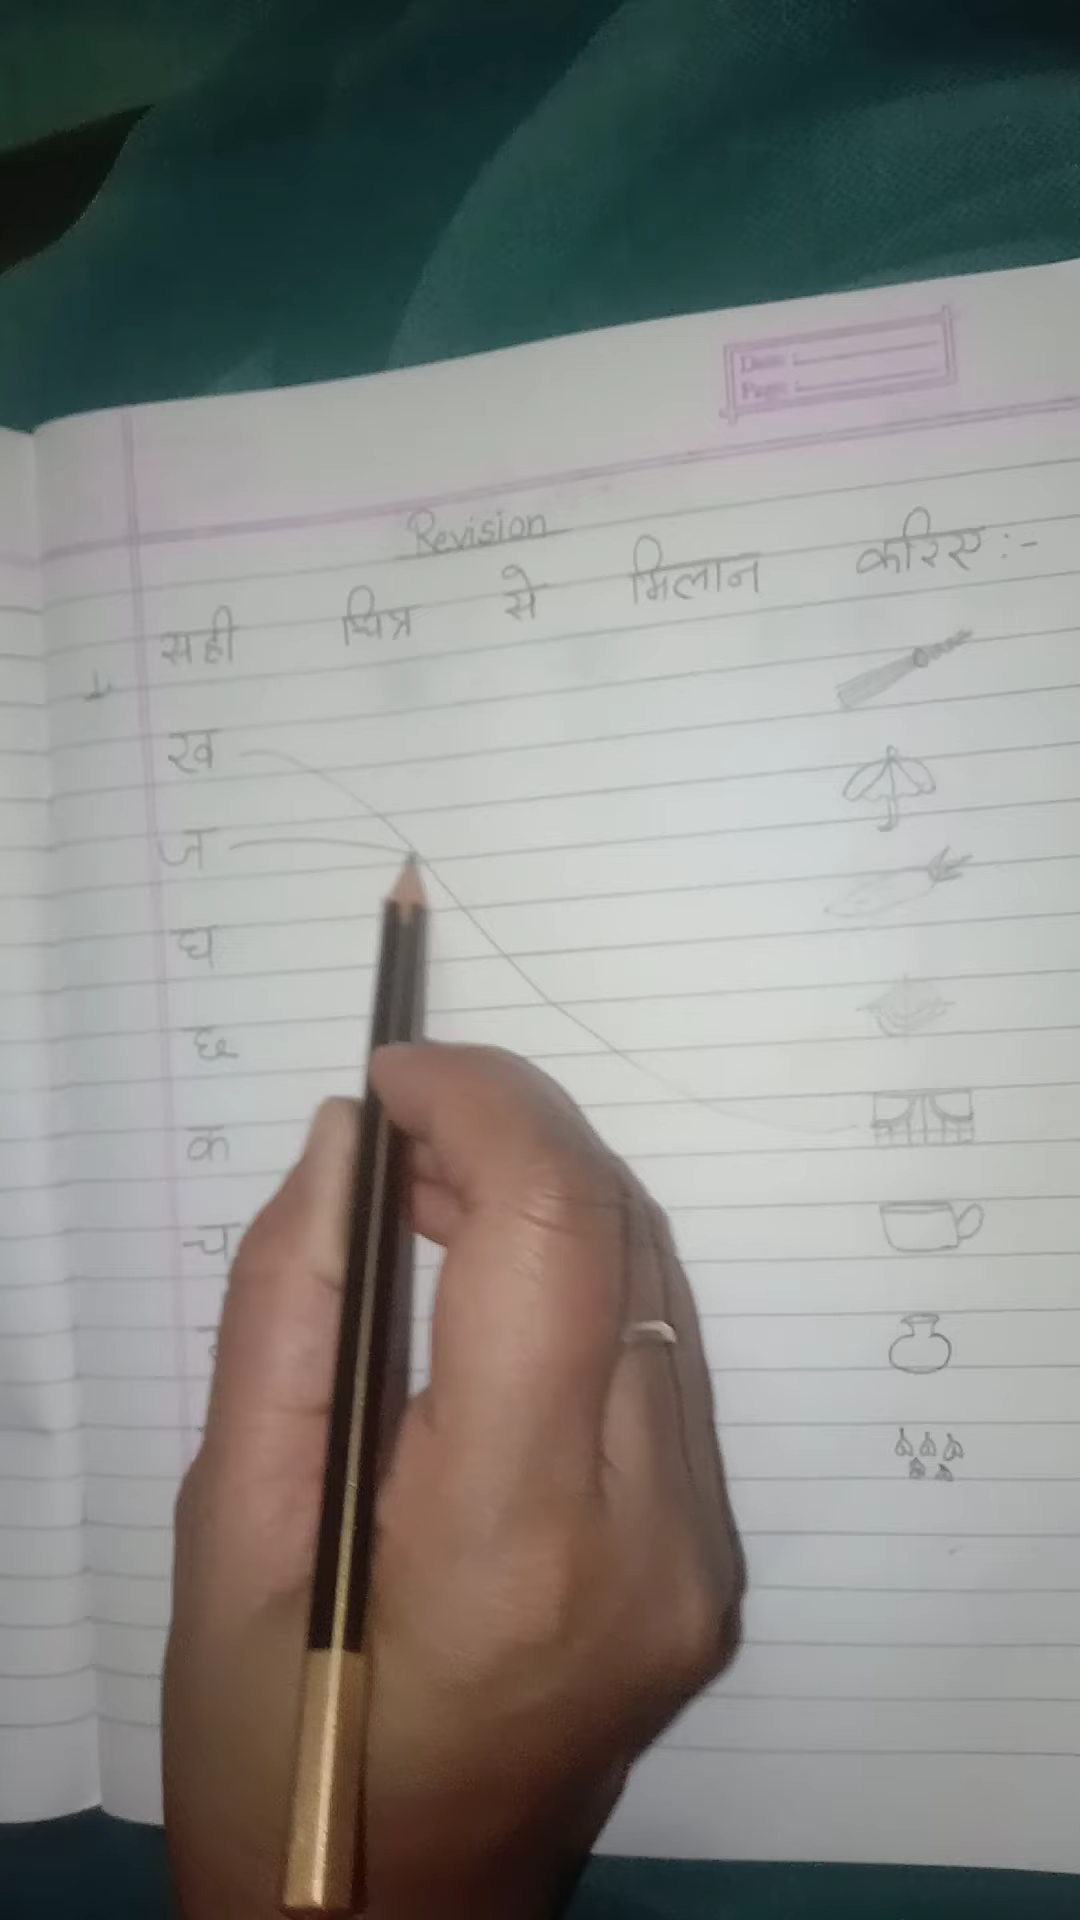 Date:
Page:
Revision
सही चित्र से मिलान करिए :-
ख
ज
घ
छ
क
च